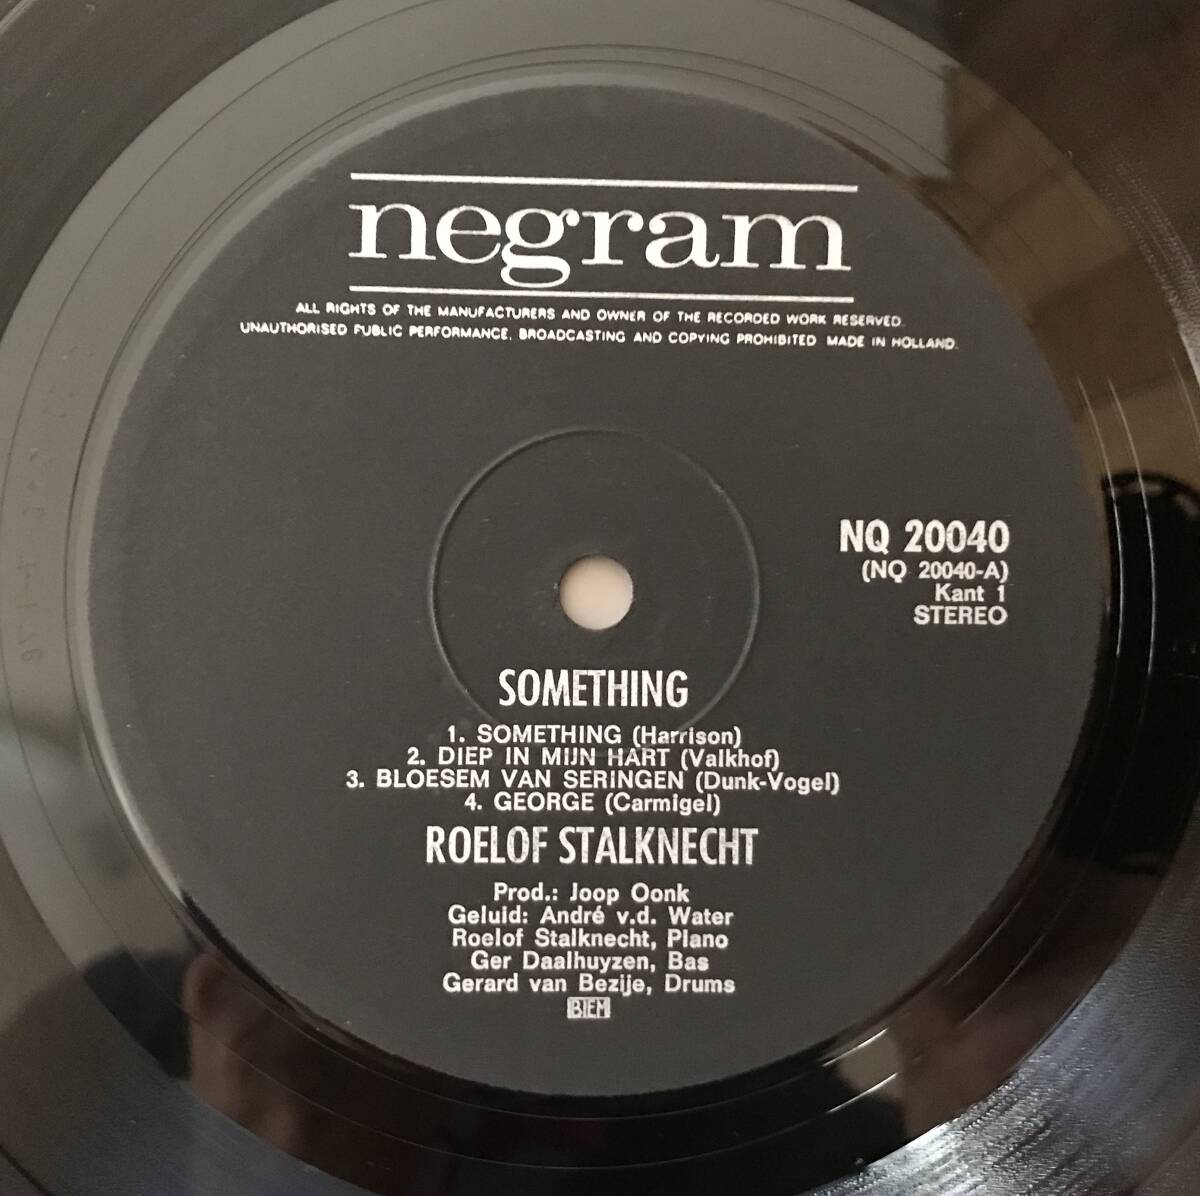 negram
ALL RIGHTS OF THE MANUFACTURERS AND OWNER OF THE RECORDED WORK RESERVED.
UNAUTHORISED PUBLIC PERFORMANCE, BROADCASTING AND COPYING PROHIBITED MADE IN HOLLAND.
NQ 20040
(NQ 20040-A)
Kant 1
STEREO
SOMETHING
1. SOMETHING (Harrison)
2. DIEP IN MIJN HART (Valkhof)
3. BLOESEM VAN SERINGEN (Dunk-Vogel)
4. GEORGE (Carmigel)
ROELOF STALKNECHT
Prod.: Joop Oonk
Geluid: André v.d. Water
Roelof Stalknecht, Piano
Ger Daalhuyzen, Bas
Gerard van Bezije, Drums
BIEM